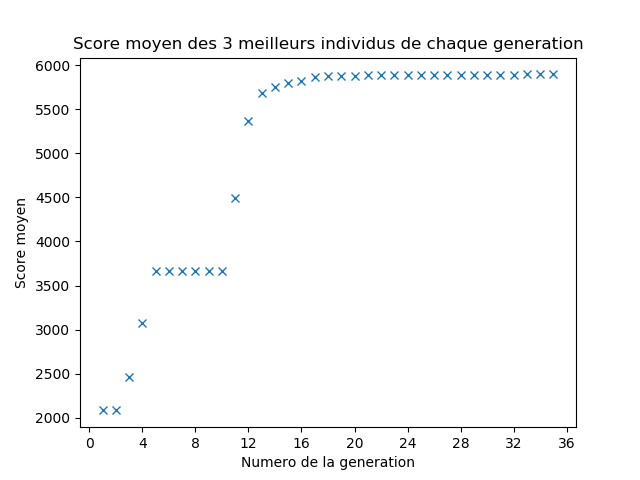 Score moyen des 3 meilleurs individus de chaque generation
6000
5500
5000
4500
4000
3500
3000
2500
2000
Score moyen
0 4 8 12 16 20 24 28 32 36
Numero de la generation